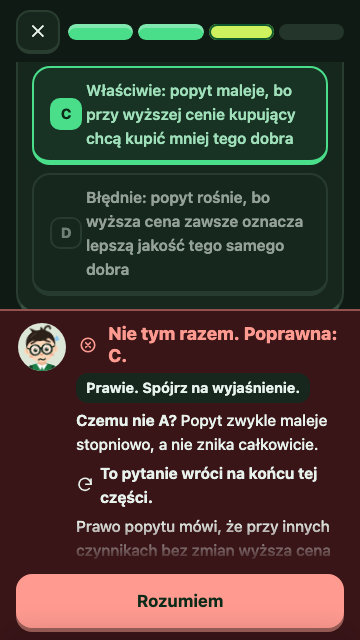 C
Właściwie: popyt maleje, bo
przy wyższej cenie kupujący
chcą kupić mniej tego dobra
D
Błędnie: popyt rośnie, bo
wyższa cena zawsze oznacza
lepszą jakość tego samego
dobra
Nie tym razem. Poprawna:
C.
Prawie. Spójrz na wyjaśnienie.
Czemu nie A? Popyt zwykle maleje
stopniowo, a nie znika całkowicie.
To pytanie wróci na końcu tej
części.
Prawo popytu mówi, że przy innych
czynnikach bez zmian wyższa cena
Rozumiem